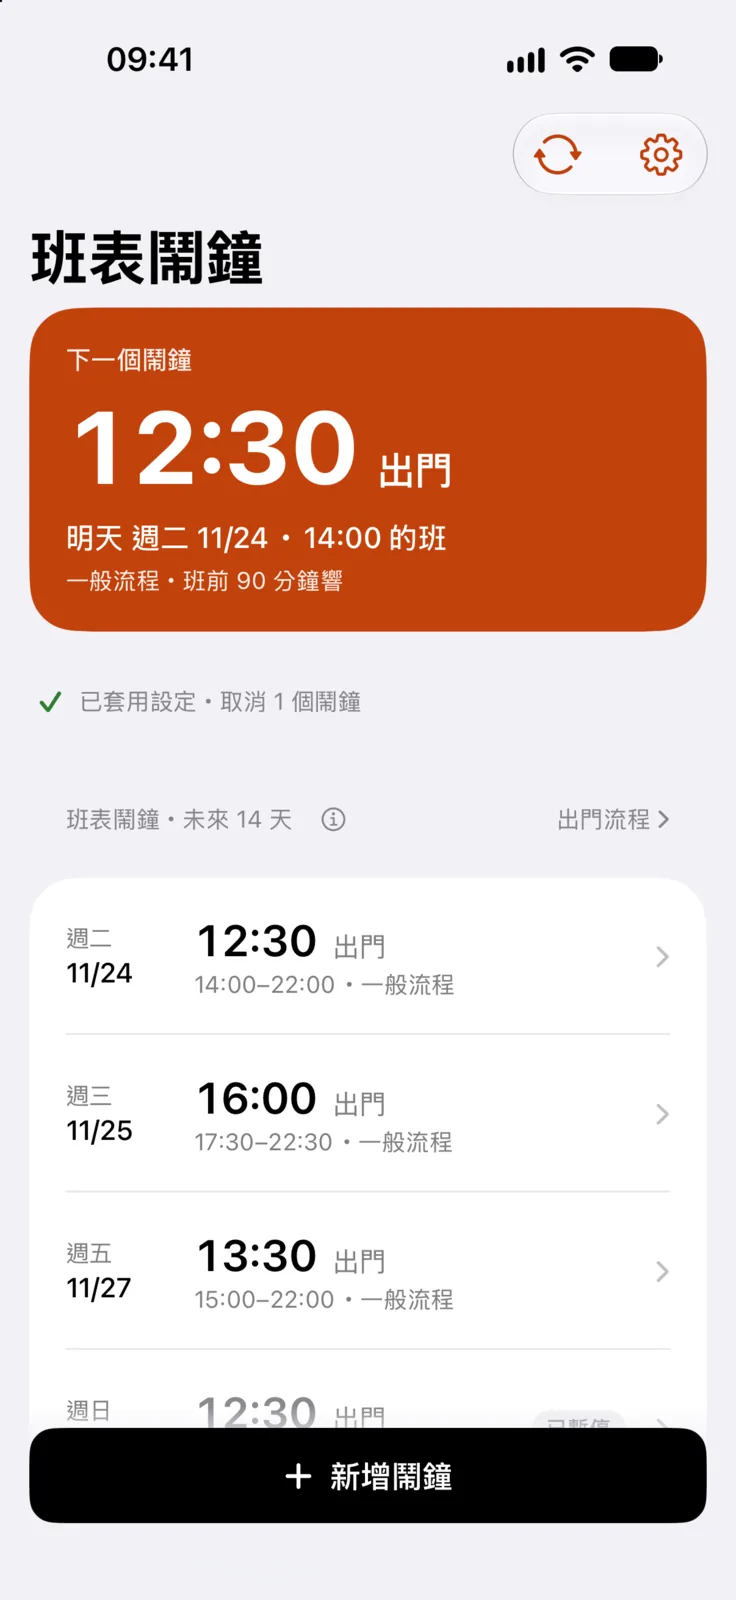 09:41
班表鬧鐘
下一個鬧鐘
12:30 出門
明天 週二 11/24・14:00 的班
一般流程・班前 90 分鐘響
已套用設定・取消 1 個鬧鐘
班表鬧鐘・未來 14 天
出門流程
週二
11/24
12:30 出門
14:00–22:00・一般流程
週三
11/25
16:00 出門
17:30–22:30・一般流程
週五
11/27
13:30 出門
15:00–22:00・一般流程
週日
12:30 出門
已暫停
新增鬧鐘